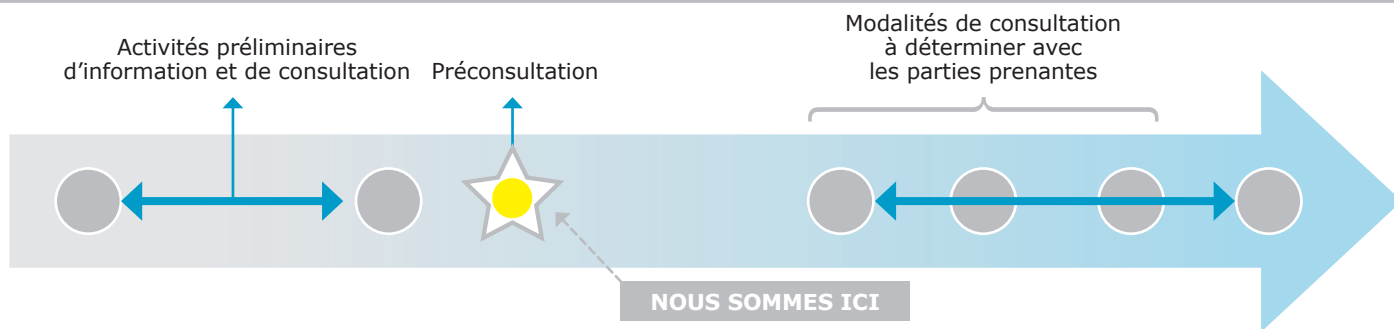 Activités préliminaires
d’information et de consultation
Préconsultation
Modalités de consultation
à déterminer avec
les parties prenantes
NOUS SOMMES ICI